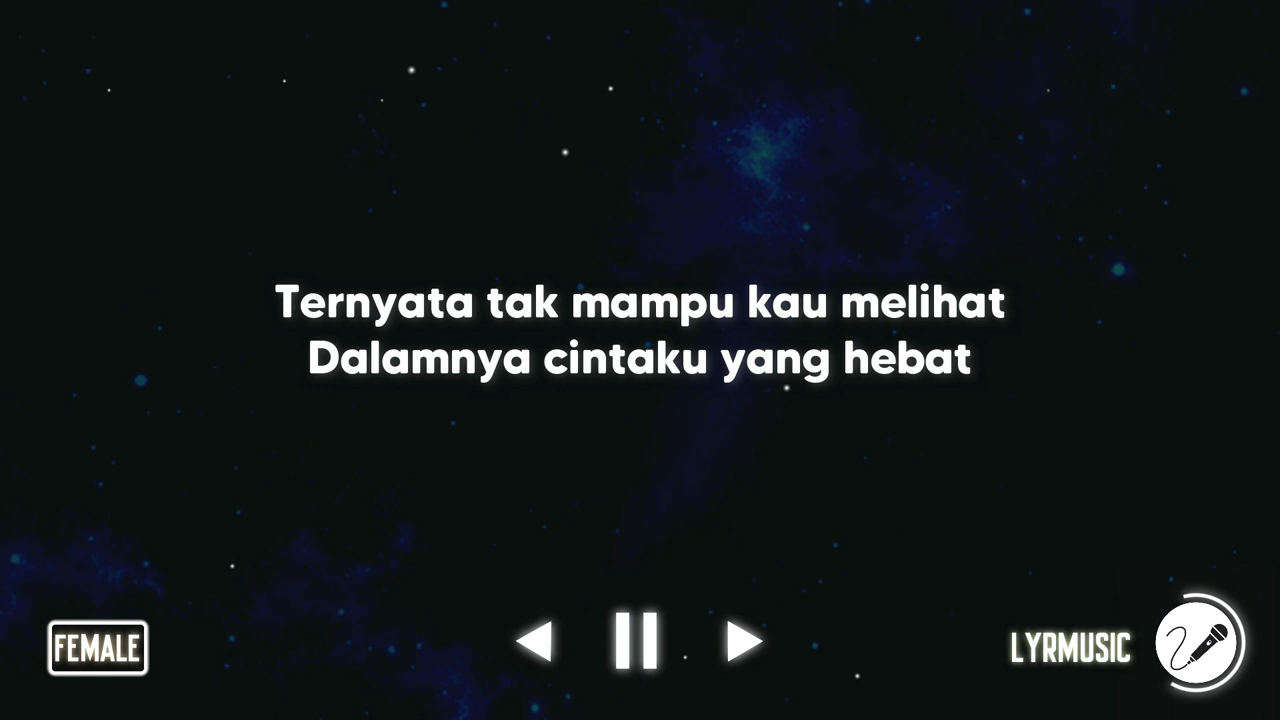 Ternyata tak mampu kau melihat
Dalamnya cintaku yang hebat
FEMALE
LYRMUSIC